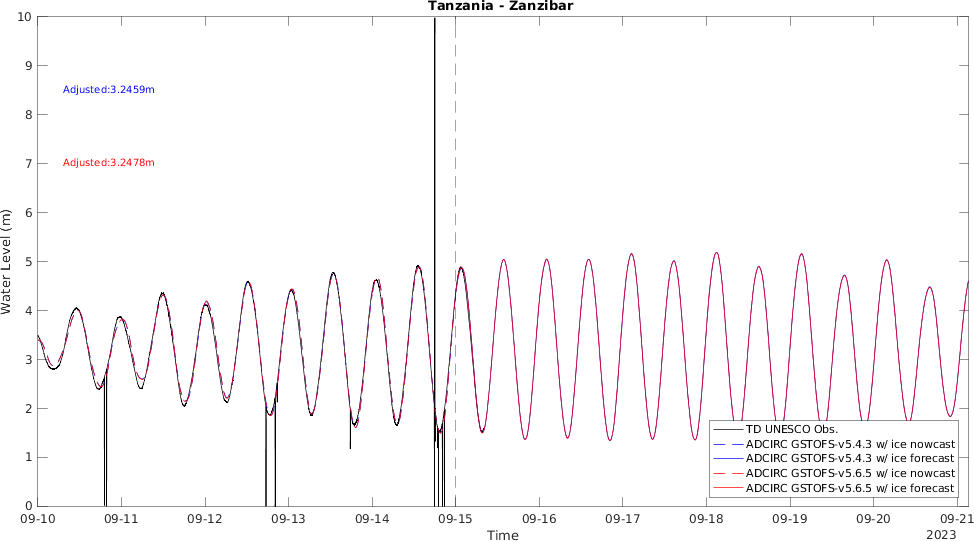 Tanzania - Zanzibar
10
9
8
7
6
5
4
3
2
1
0
Water Level (m)
Adjusted:3.2459m
Adjusted:3.2478m
TD UNESCO Obs.
ADCIRC GSTOFS-v5.4.3 w/ ice nowcast
ADCIRC GSTOFS-v5.4.3 w/ ice forecast
ADCIRC GSTOFS-v5.6.5 w/ ice nowcast
ADCIRC GSTOFS-v5.6.5 w/ ice forecast
09-10 09-11 09-12 09-13 09-14 09-15 09-16 09-17 09-18 09-19 09-20 09-21
Time
2023